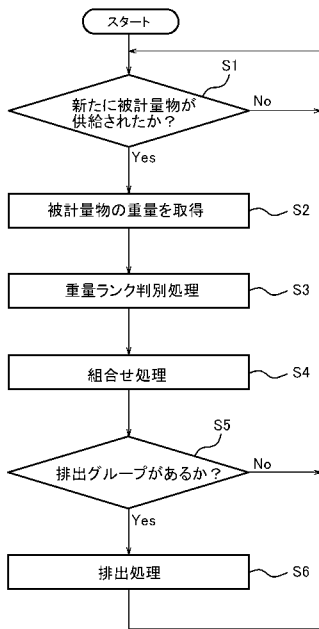 スタート
S1
新たに被計量物が
供給されたか？
No
Yes
被計量物の重量を取得
S2
重量ランク判別処理
S3
組合せ処理
S4
S5
排出グループがあるか？
No
Yes
排出処理
S6